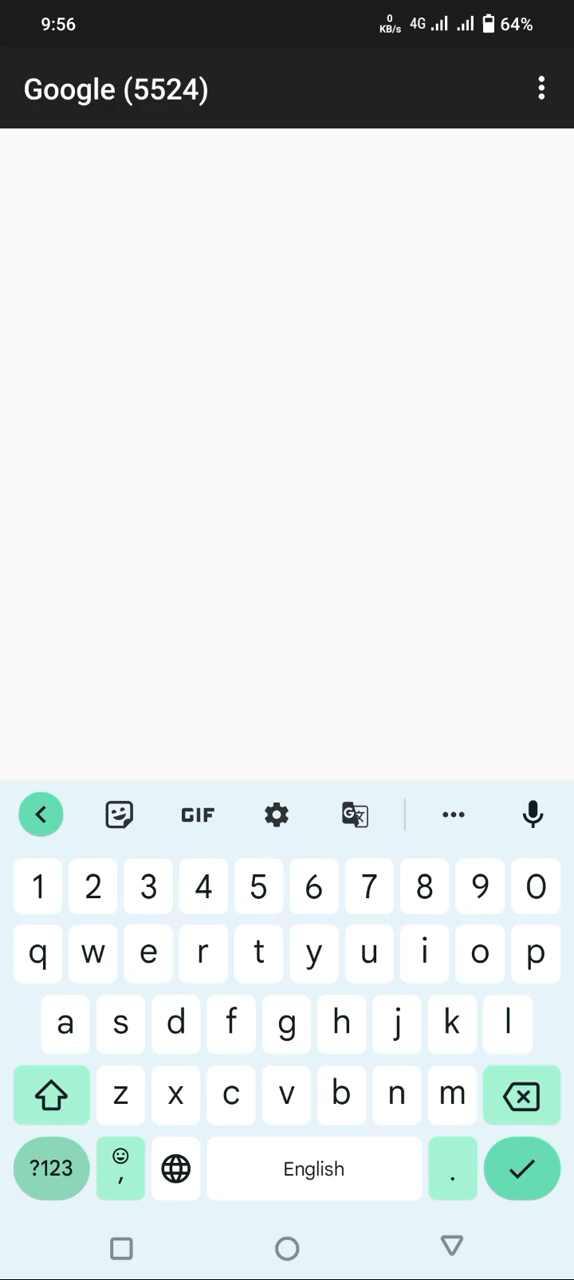 9:56 0 KB/s 4G 64%
Google (5524)
GIF
1 2 3 4 5 6 7 8 9 0
q w e r t y u i o p
a s d f g h j k l
z x c v b n m
?123 , English .